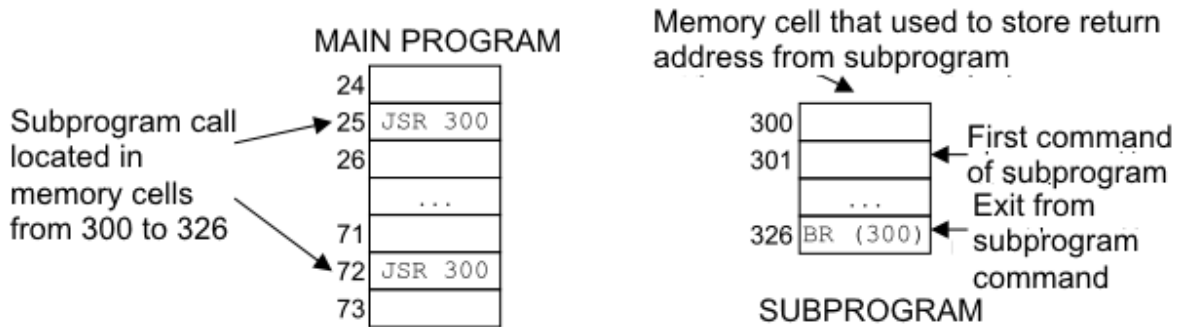 MAIN PROGRAM
Subprogram call
located in
memory cells
from 300 to 326
24
25 JSR 300
26
...
71
72 JSR 300
73
Memory cell that used to store return
address from subprogram
300
301
...
326 BR (300)
First command
of subprogram
Exit from
subprogram
command
SUBPROGRAM